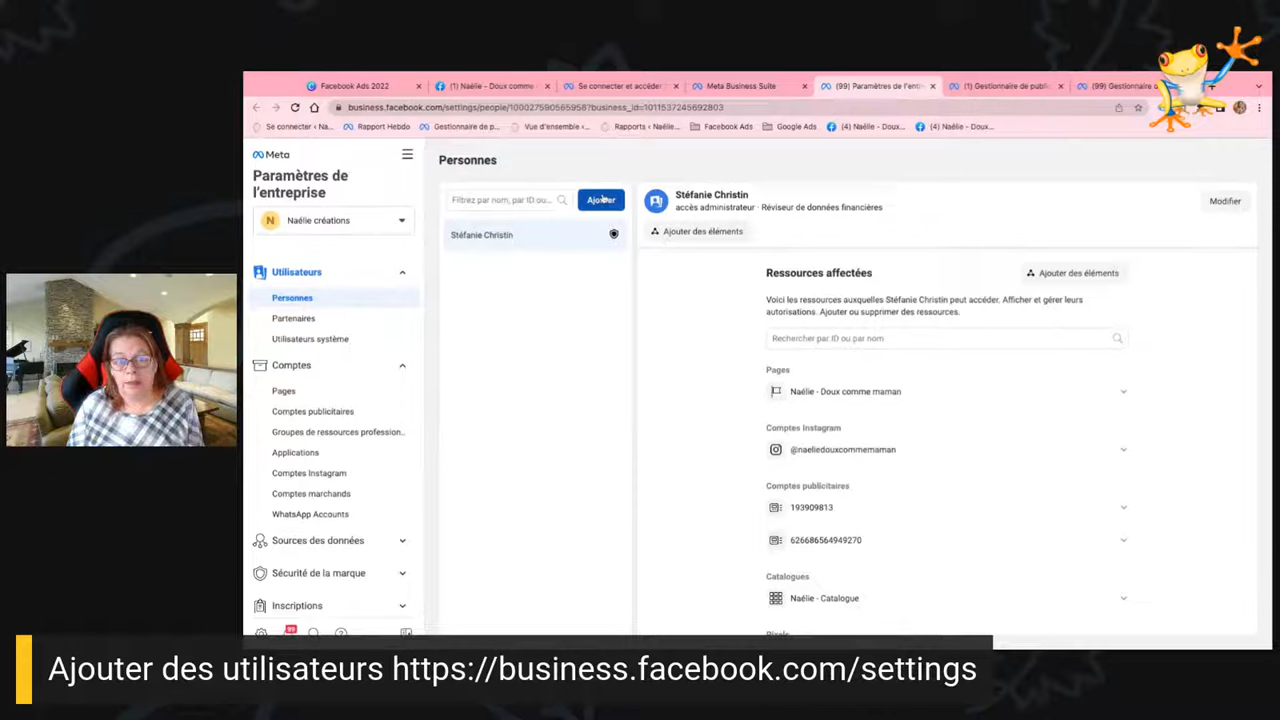 Facebook Ads 2022
(1) Naélie - Doux comme
Se connecter et accéder
Meta Business Suite
(99) Paramètres de l'entr
(1) Gestionnaire de public
(99) Gestionnaire
business.facebook.com/settings/people/100027590565958?business_id=1011537245692803
Se connecter ‹ Na...
Rapport Hebdo
Gestionnaire de p...
Vue d'ensemble ‹...
Rapports ‹ Naélie...
Facebook Ads
Google Ads
(4) Naélie - Doux...
(4) Naélie - Doux...
Meta
Paramètres de
l'entreprise
N Naélie créations
Utilisateurs
Personnes
Partenaires
Utilisateurs système
Comptes
Pages
Comptes publicitaires
Groupes de ressources profession...
Applications
Comptes Instagram
Comptes marchands
WhatsApp Accounts
Sources des données
Sécurité de la marque
Inscriptions
99
Personnes
Filtrez par nom, par ID ou...
Ajouter
Stéfanie Christin
Stéfanie Christin
accès administrateur · Réviseur de données financières
Modifier
Ajouter des éléments
Ressources affectées
Ajouter des éléments
Voici les ressources auxquelles Stéfanie Christin peut accéder. Afficher et gérer leurs
autorisations. Ajouter ou supprimer des ressources.
Rechercher par ID ou par nom
Pages
Naélie - Doux comme maman
Comptes Instagram
@naeliedouxcommemaman
Comptes publicitaires
193909813
626686564949270
Catalogues
Naélie - Catalogue
Pixels
Ajouter des utilisateurs https://business.facebook.com/settings